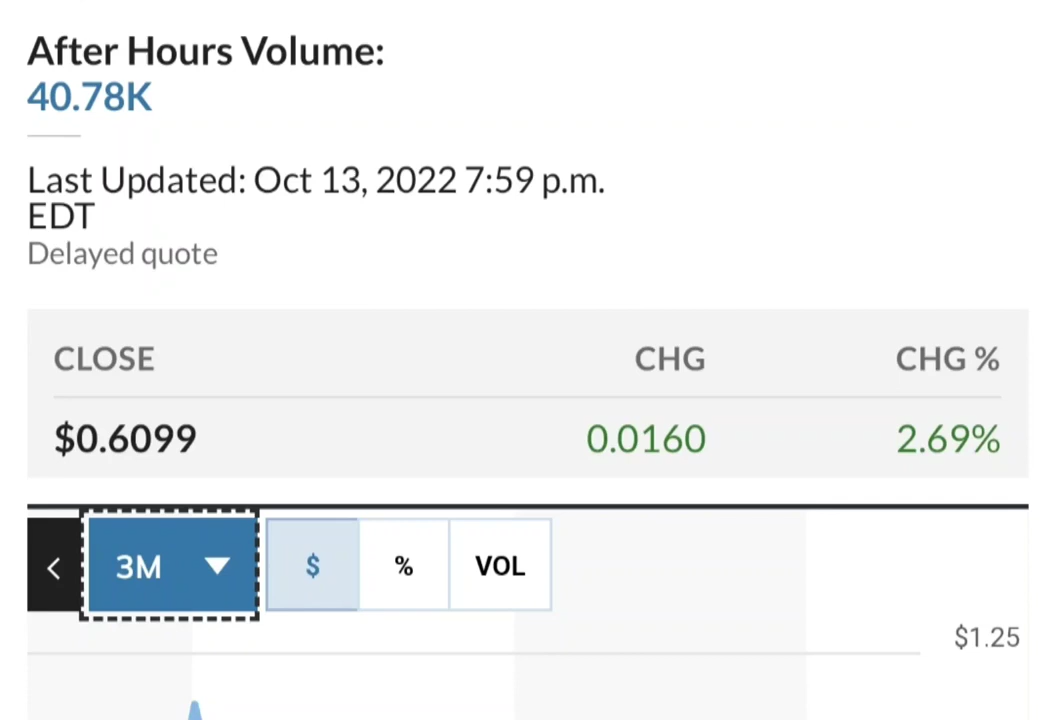 After Hours Volume:
40.78K
Last Updated: Oct 13, 2022 7:59 p.m.
EDT
Delayed quote
CLOSE CHG CHG %
$0.6099 0.0160 2.69%
3M $ % VOL
$1.25